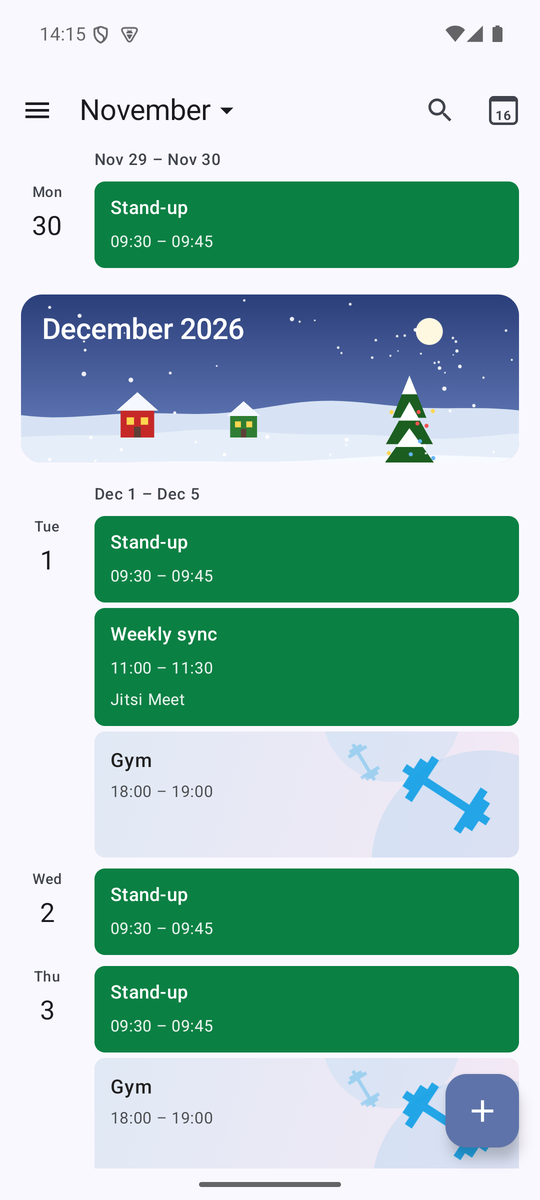 14:15
November
16
Nov 29 – Nov 30
Mon
30
Stand-up
09:30 – 09:45
December 2026
Dec 1 – Dec 5
Tue
1
Stand-up
09:30 – 09:45
Weekly sync
11:00 – 11:30
Jitsi Meet
Gym
18:00 – 19:00
Wed
2
Stand-up
09:30 – 09:45
Thu
3
Stand-up
09:30 – 09:45
Gym
18:00 – 19:00